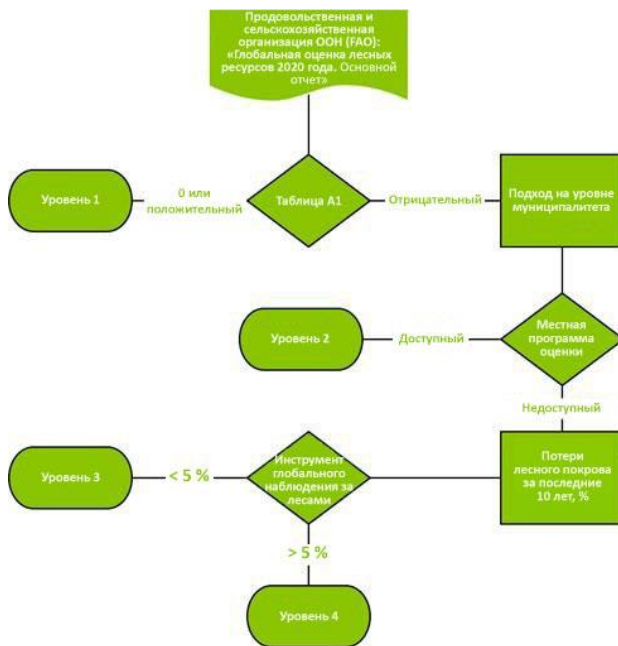 Продовольственная и
сельскохозяйственная
организация ООН (FAO):
«Глобальная оценка лесных
ресурсов 2020 года. Основной
отчет»
Уровень 1
0 или
положительный
Таблица A1
Отрицательный
Подход на уровне
муниципалитета
Уровень 2
Доступный
Местная
программа
оценки
Недоступный
Уровень 3
< 5 %
Инструмент
глобального
наблюдения за
лесами
Потери
лесного покрова
за последние
10 лет, %
> 5 %
Уровень 4